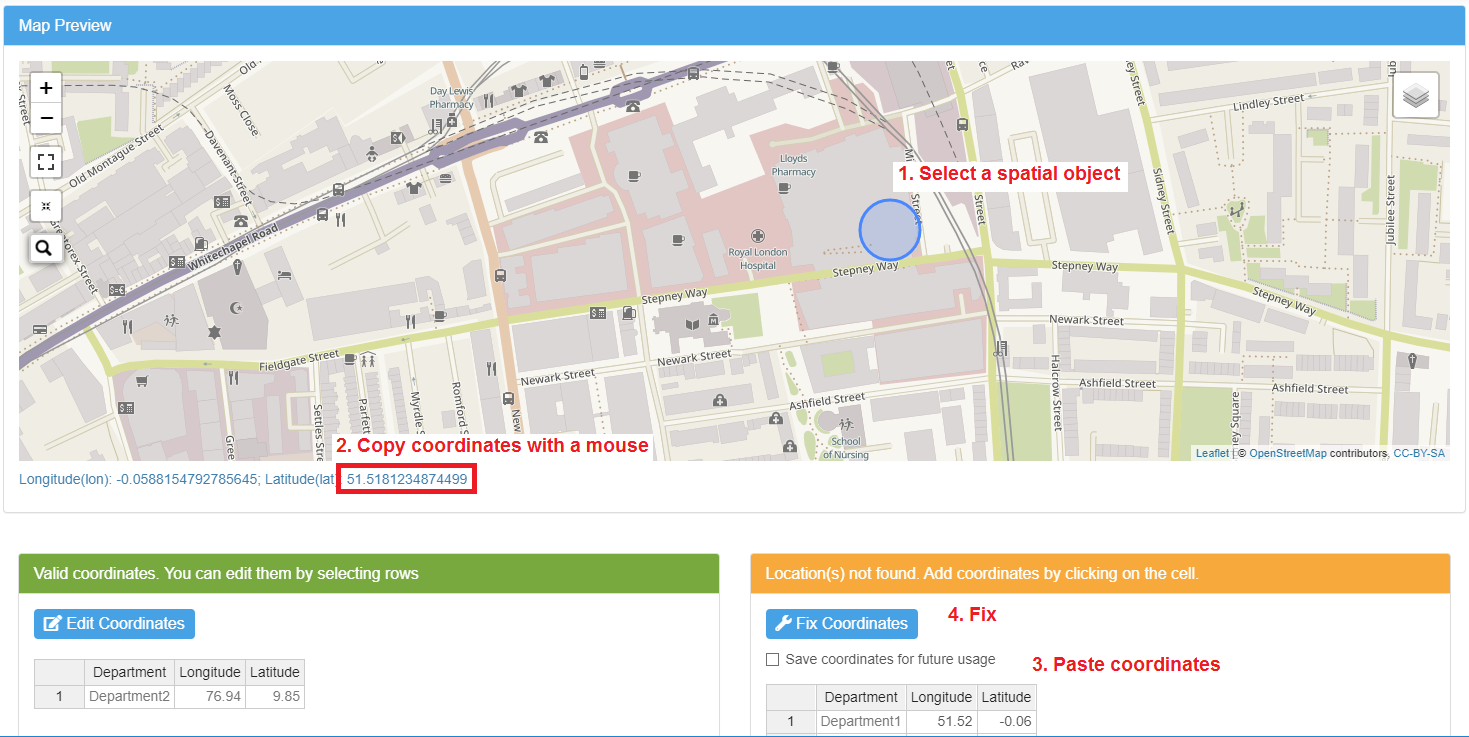 Map Preview
+
−
Old Montague Street
Moss Close
Davenant Street
Whitechapel Road
Day Lewis
Pharmacy
Lloyds
Pharmacy
Royal London
Hospital
1. Select a spatial object
Lindley Street
Sidney Street
Sidney Street
Jubilee Street
Stepney Way
Stepney Way
Stepney Way
Stepney Way
Newark Street
Newark Street
Newark Street
Fieldgate Street
Ashfield Street
Ashfield Street
Ashfield Street
Halcrow Street
Settles Street
Parfett
Myrdle
Romford S
New
Gree
School
of Nursing
2. Copy coordinates with a mouse
Leaflet | © OpenStreetMap contributors, CC-BY-SA
Longitude(lon): -0.0588154792785645; Latitude(lat 51.5181234874499
Valid coordinates. You can edit them by selecting rows
Edit Coordinates
Department Longitude Latitude
1 Department2 76.94 9.85
Location(s) not found. Add coordinates by clicking on the cell.
Fix Coordinates
4. Fix
Save coordinates for future usage
3. Paste coordinates
Department Longitude Latitude
1 Department1 51.52 -0.06